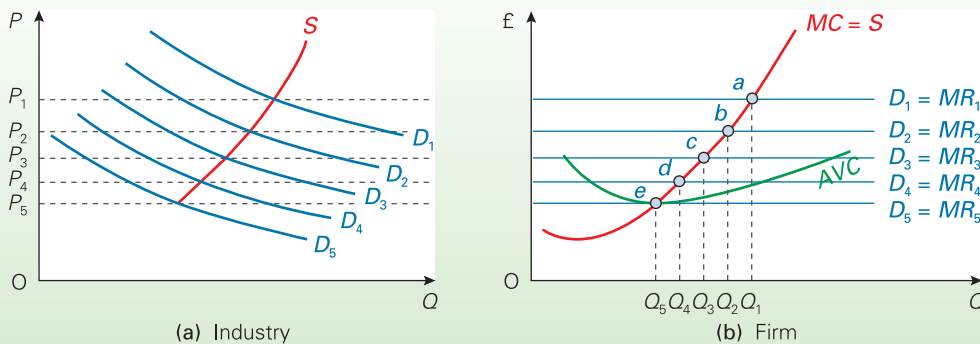 P
S
P₁
P₂
P₃
P₄
P₅
D₁
D₂
D₃
D₄
D₅
O
Q
(a) Industry
£
MC = S
a
b
c
d
e
AVC
D₁ = MR₁
D₂ = MR₂
D₃ = MR₃
D₄ = MR₄
D₅ = MR₅
O
Q₅ Q₄ Q₃ Q₂ Q₁
Q
(b) Firm